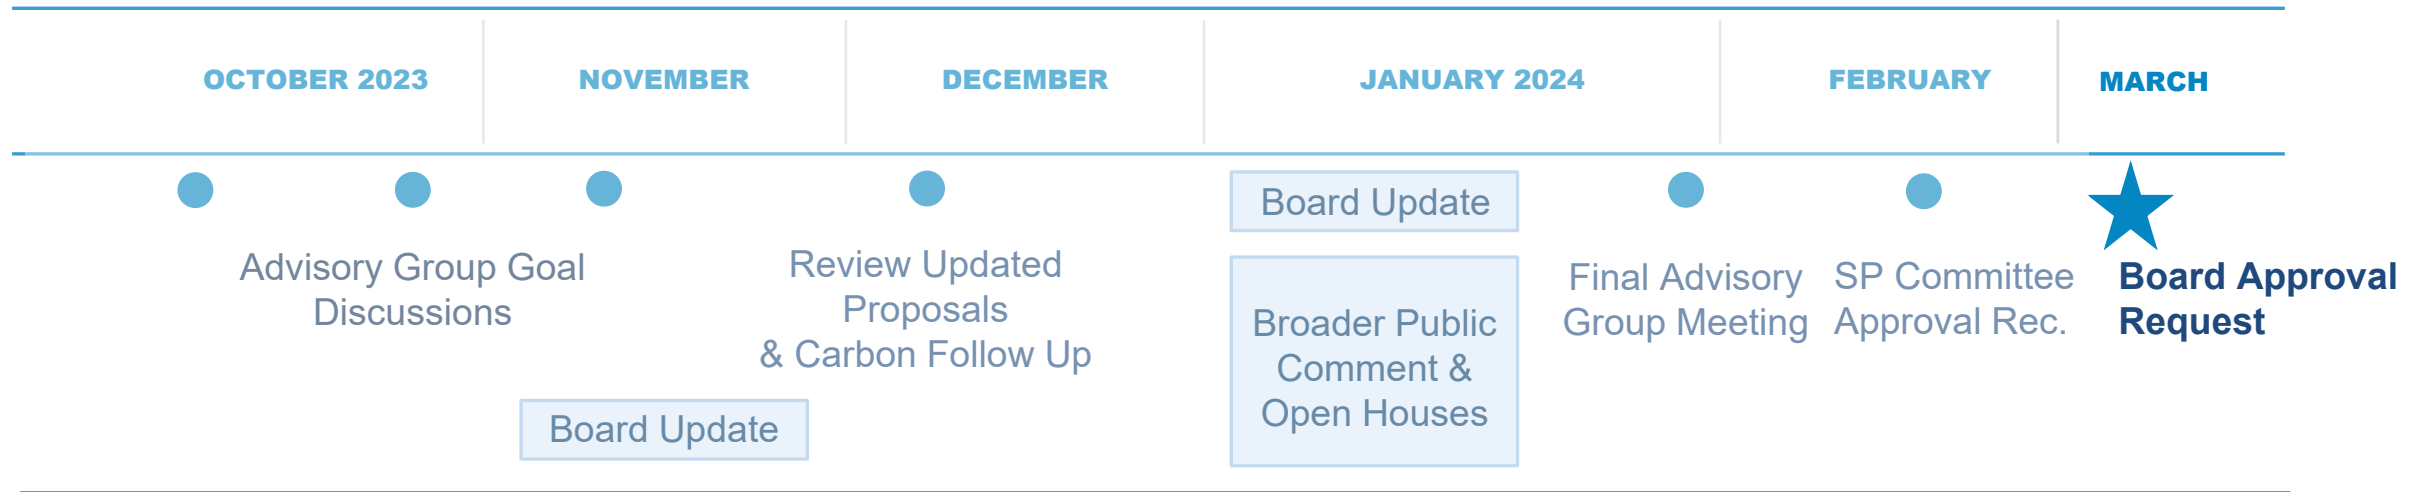 OCTOBER 2023
NOVEMBER
DECEMBER
JANUARY 2024
FEBRUARY
MARCH
Advisory Group Goal
Discussions
Board Update
Review Updated
Proposals
& Carbon Follow Up
Board Update
Broader Public
Comment &
Open Houses
Final Advisory
Group Meeting
SP Committee
Approval Rec.
Board Approval
Request